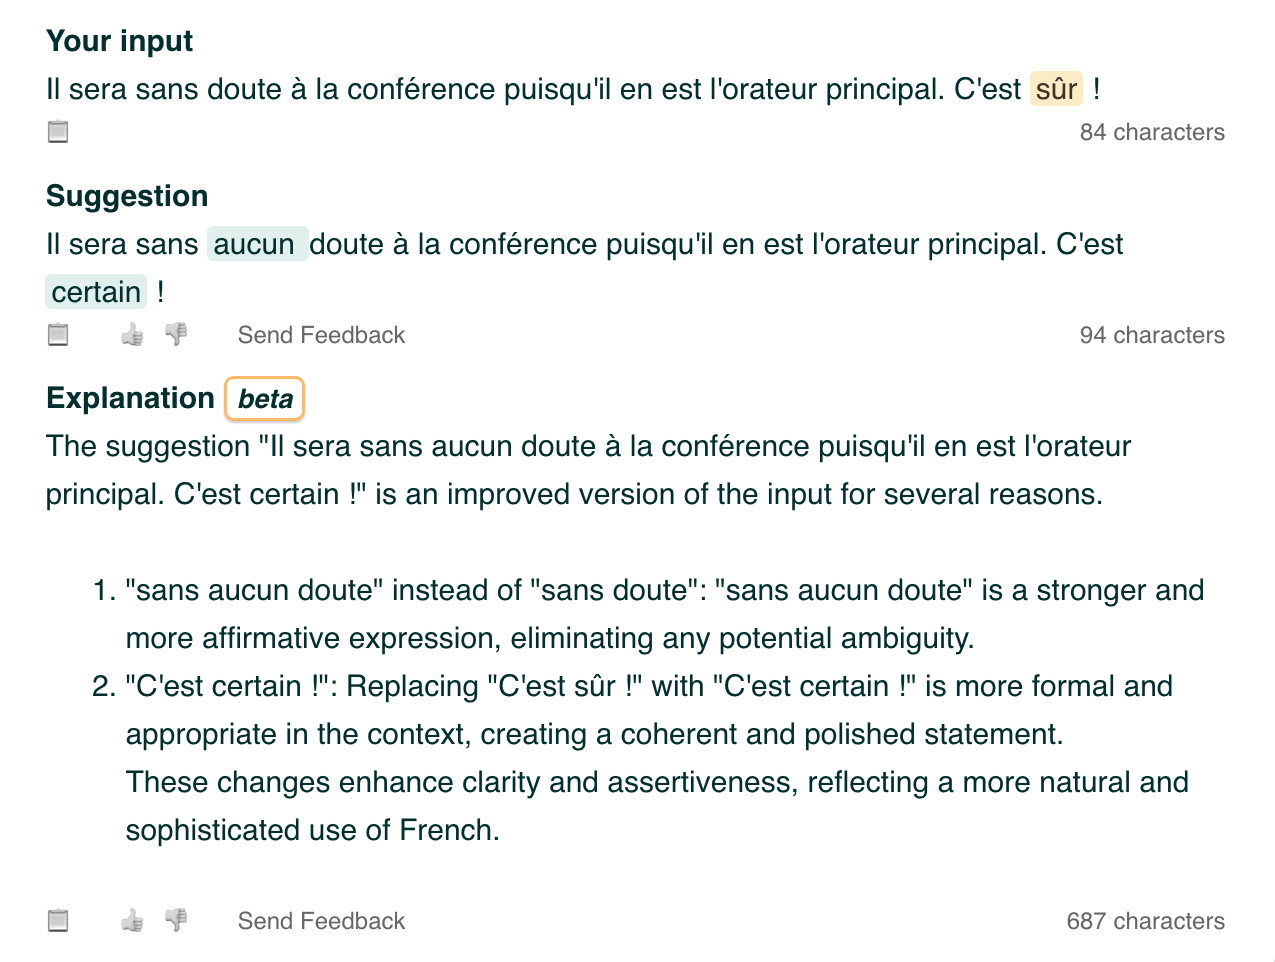 Your input
Il sera sans doute à la conférence puisqu'il en est l'orateur principal. C'est sûr !
84 characters
Suggestion
Il sera sans aucun doute à la conférence puisqu'il en est l'orateur principal. C'est
certain !
Send Feedback
94 characters
Explanation beta
The suggestion "Il sera sans aucun doute à la conférence puisqu'il en est l'orateur
principal. C'est certain !" is an improved version of the input for several reasons.
1. "sans aucun doute" instead of "sans doute": "sans aucun doute" is a stronger and
more affirmative expression, eliminating any potential ambiguity.
2. "C'est certain !": Replacing "C'est sûr !" with "C'est certain !" is more formal and
appropriate in the context, creating a coherent and polished statement.
These changes enhance clarity and assertiveness, reflecting a more natural and
sophisticated use of French.
Send Feedback
687 characters